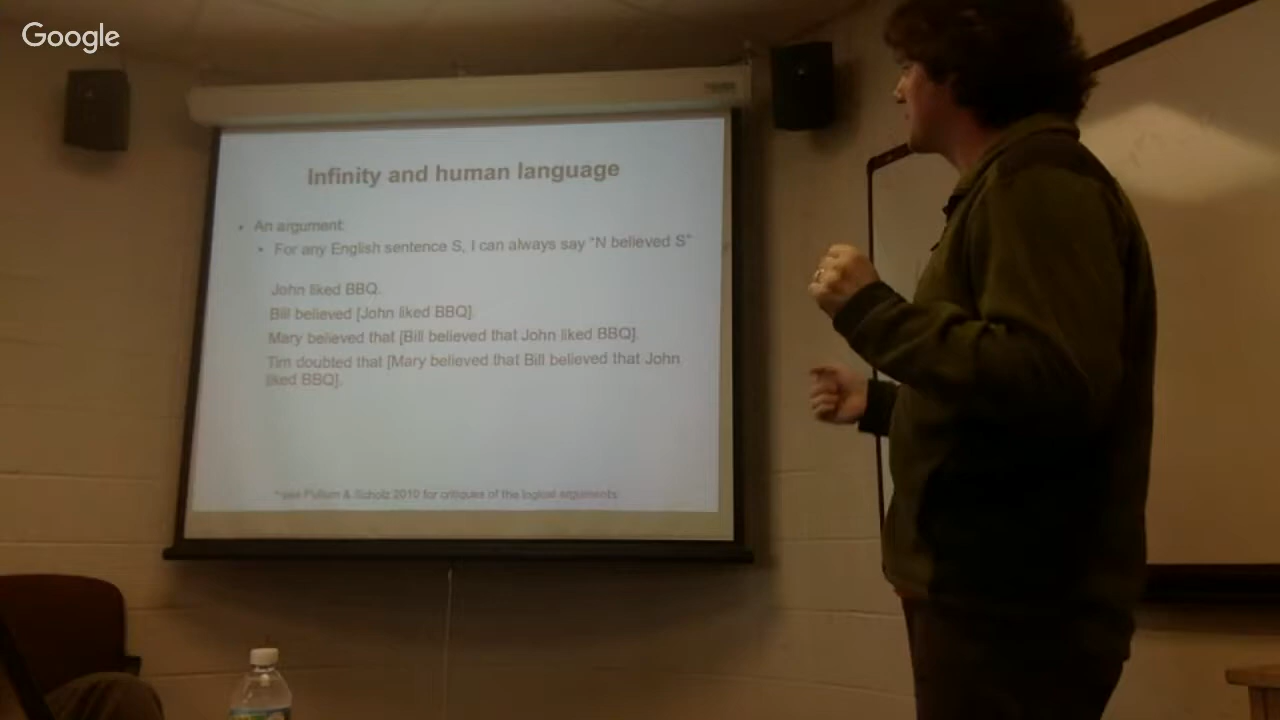 Google
Infinity and human language
• An argument:
• For any English sentence S, I can always say "N believed S"
John liked BBQ.
Bill believed [John liked BBQ].
Mary believed that [Bill believed that John liked BBQ].
Tim doubted that [Mary believed that Bill believed that John
liked BBQ].
* see Pullum & Scholz 2010 for critiques of the logical arguments